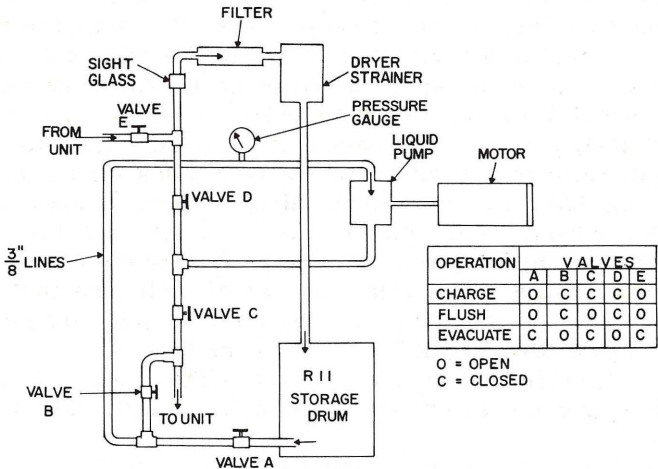 FILTER
SIGHT
GLASS
DRYER
STRAINER
VALVE
E
PRESSURE
GAUGE
FROM
UNIT
LIQUID
PUMP
MOTOR
VALVE D
3/8" LINES
VALVE C
OPERATION VALVES
A B C D E
CHARGE O C C C O
FLUSH O C O C O
EVACUATE C O C O C
O = OPEN
C = CLOSED
R 11
STORAGE
DRUM
VALVE
B
TO UNIT
VALVE A